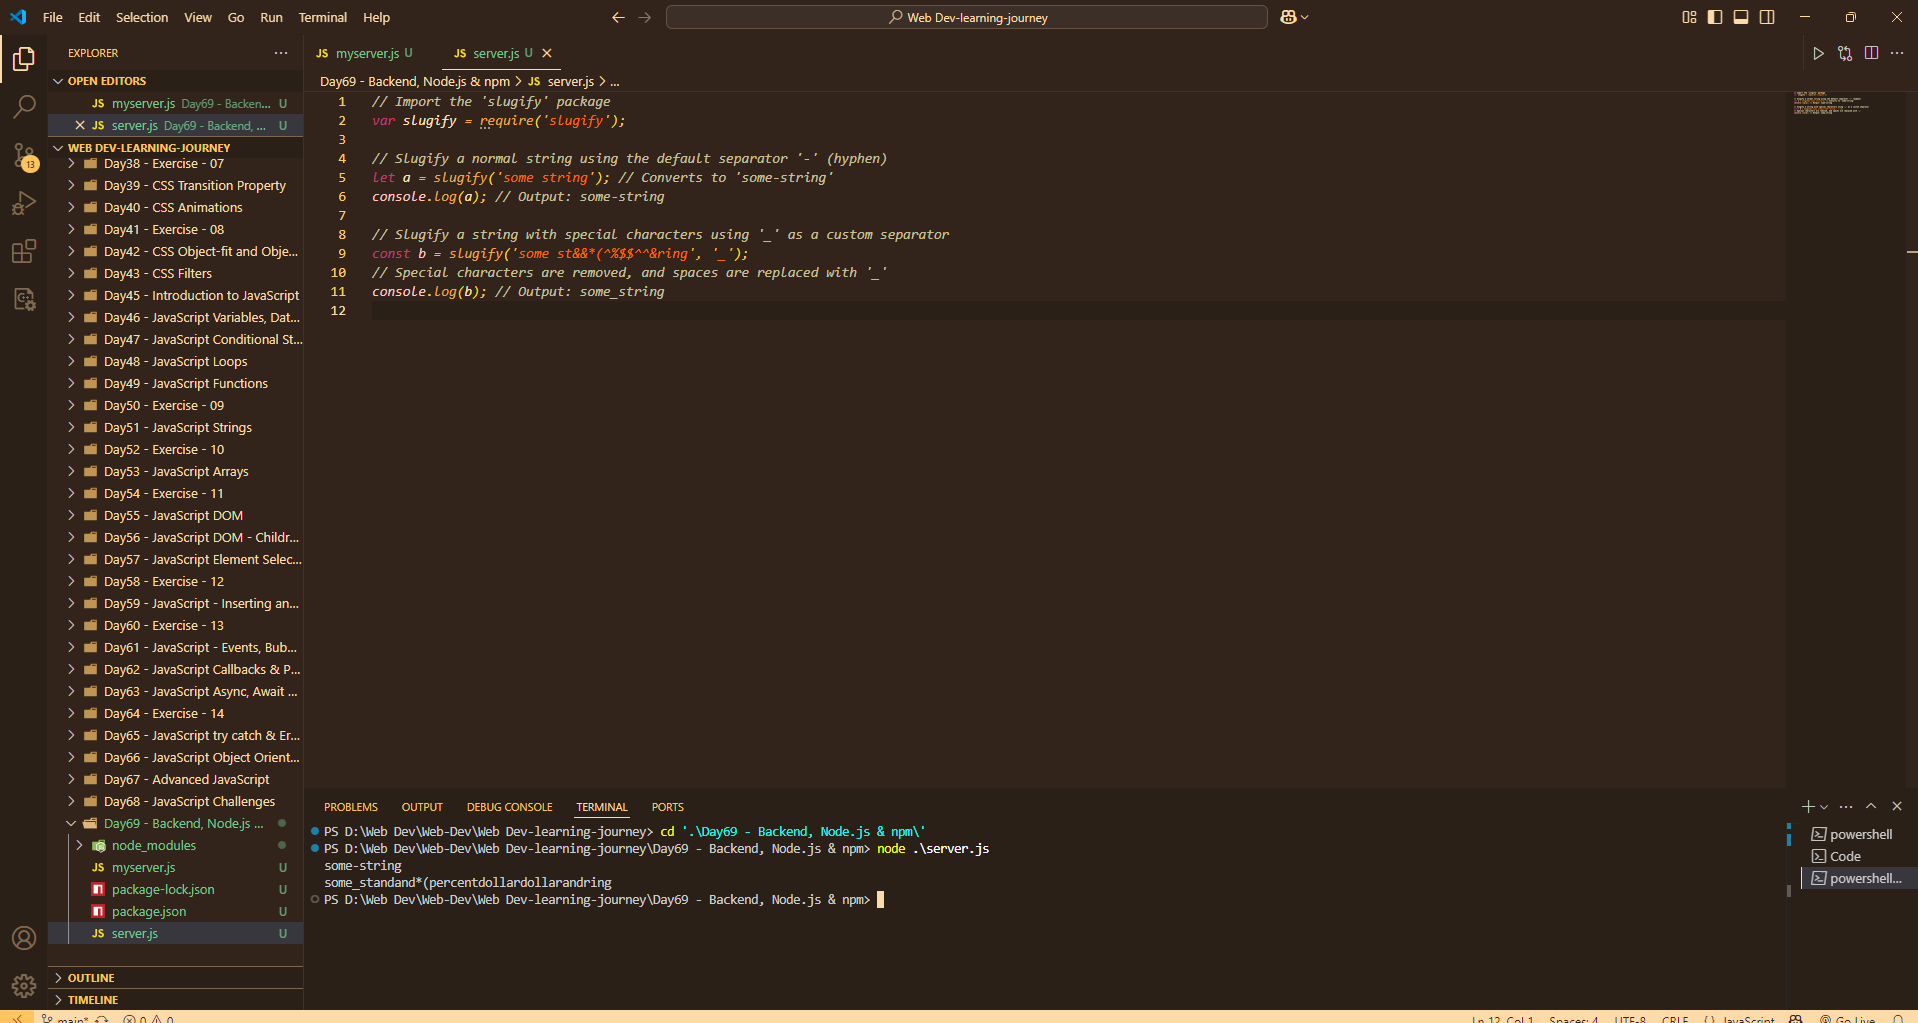 File Edit Selection View Go Run Terminal Help
Web Dev-learning-journey
EXPLORER
OPEN EDITORS
JS myserver.js Day69 - Backen... U
JS server.js Day69 - Backend, ... U
WEB DEV-LEARNING-JOURNEY
Day38 - Exercise - 07
Day39 - CSS Transition Property
Day40 - CSS Animations
Day41 - Exercise - 08
Day42 - CSS Object-fit and Obje...
Day43 - CSS Filters
Day45 - Introduction to JavaScript
Day46 - JavaScript Variables, Dat...
Day47 - JavaScript Conditional St...
Day48 - JavaScript Loops
Day49 - JavaScript Functions
Day50 - Exercise - 09
Day51 - JavaScript Strings
Day52 - Exercise - 10
Day53 - JavaScript Arrays
Day54 - Exercise - 11
Day55 - JavaScript DOM
Day56 - JavaScript DOM - Childr...
Day57 - JavaScript Element Selec...
Day58 - Exercise - 12
Day59 - JavaScript - Inserting an...
Day60 - Exercise - 13
Day61 - JavaScript - Events, Bub...
Day62 - JavaScript Callbacks & P...
Day63 - JavaScript Async, Await ...
Day64 - Exercise - 14
Day65 - JavaScript try catch & Er...
Day66 - JavaScript Object Orient...
Day67 - Advanced JavaScript
Day68 - JavaScript Challenges
Day69 - Backend, Node.js ...
node_modules
JS myserver.js U
package-lock.json U
package.json U
JS server.js U
OUTLINE
TIMELINE
13
JS myserver.js U JS server.js U
Day69 - Backend, Node.js & npm > JS server.js > ...
1 // Import the 'slugify' package
2 var slugify = require('slugify');
3
4 // Slugify a normal string using the default separator '-' (hyphen)
5 let a = slugify('some string'); // Converts to 'some-string'
6 console.log(a); // Output: some-string
7
8 // Slugify a string with special characters using '_' as a custom separator
9 const b = slugify('some st&&*(^%$$^^&ring', '_');
10 // Special characters are removed, and spaces are replaced with '_'
11 console.log(b); // Output: some_string
12
PROBLEMS OUTPUT DEBUG CONSOLE TERMINAL PORTS
PS D:\Web Dev\Web-Dev\Web Dev-learning-journey> cd '.\Day69 - Backend, Node.js & npm\'
PS D:\Web Dev\Web-Dev\Web Dev-learning-journey\Day69 - Backend, Node.js & npm> node .\server.js
some-string
some_standand*(percentdollardollarandring
PS D:\Web Dev\Web-Dev\Web Dev-learning-journey\Day69 - Backend, Node.js & npm>
powershell
Code
powershell...
main* 0 0 Ln 12, Col 1 Spaces: 4 UTF-8 CRLF {} JavaScript Go Live